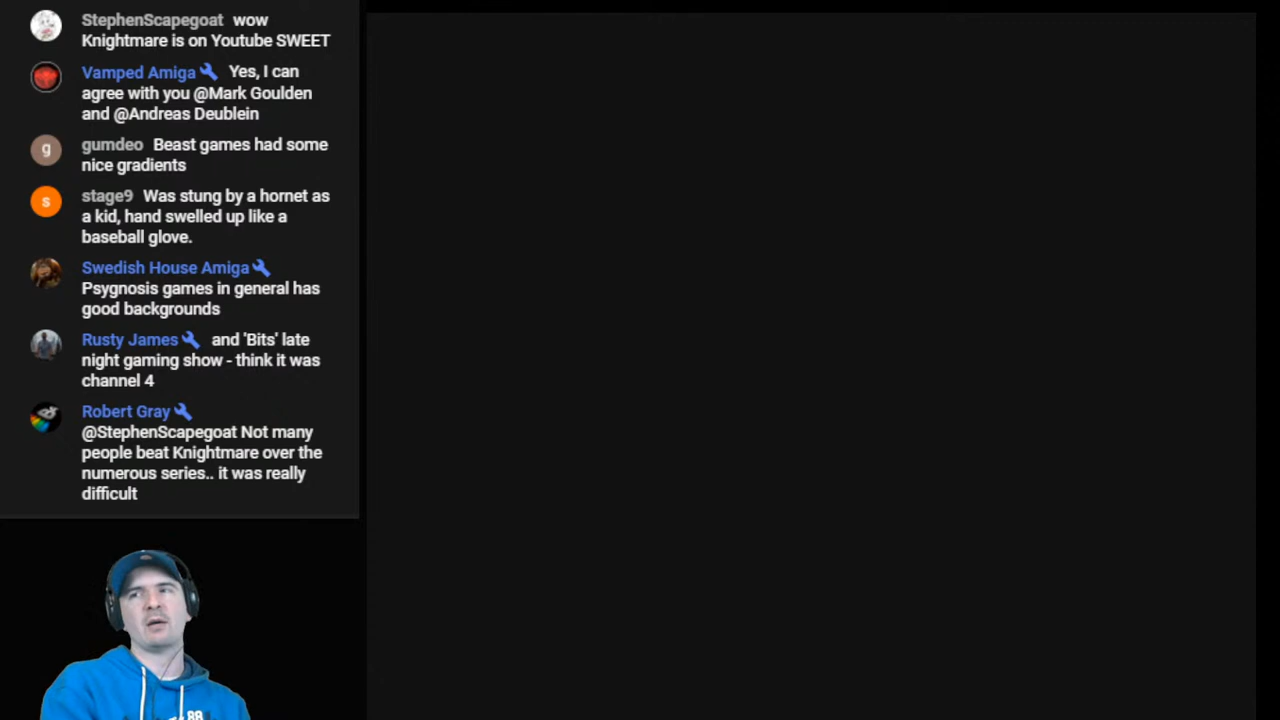 StephenScapegoat wow
Knightmare is on Youtube SWEET
Vamped Amiga Yes, I can
agree with you @Mark Goulden
and @Andreas Deublein
g
gumdeo Beast games had some
nice gradients
s
stage9 Was stung by a hornet as
a kid, hand swelled up like a
baseball glove.
Swedish House Amiga
Psygnosis games in general has
good backgrounds
Rusty James and 'Bits' late
night gaming show - think it was
channel 4
Robert Gray
@StephenScapegoat Not many
people beat Knightmare over the
numerous series.. it was really
difficult